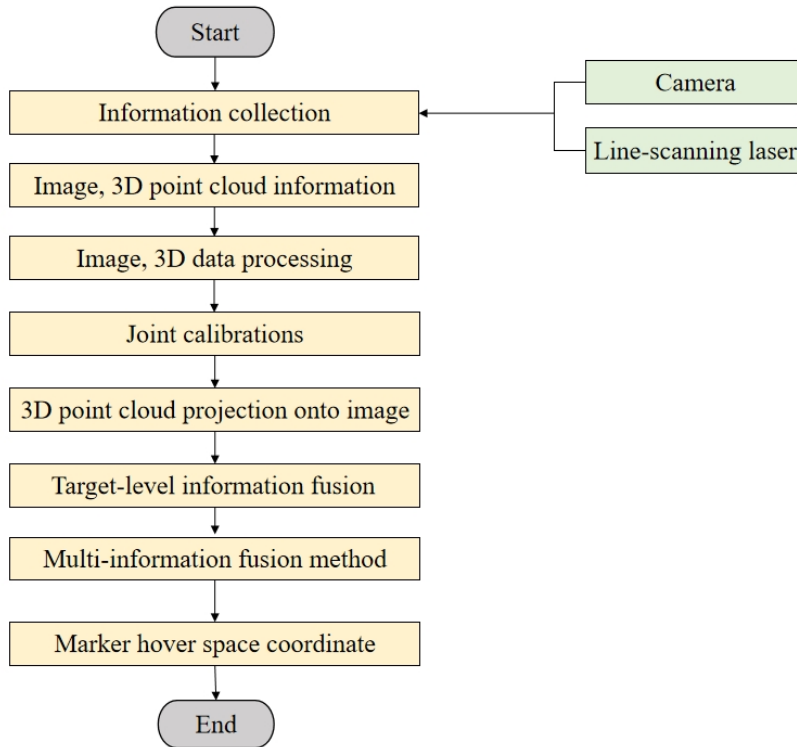 Start
Information collection
Camera
Line-scanning laser
Image, 3D point cloud information
Image, 3D data processing
Joint calibrations
3D point cloud projection onto image
Target-level information fusion
Multi-information fusion method
Marker hover space coordinate
End